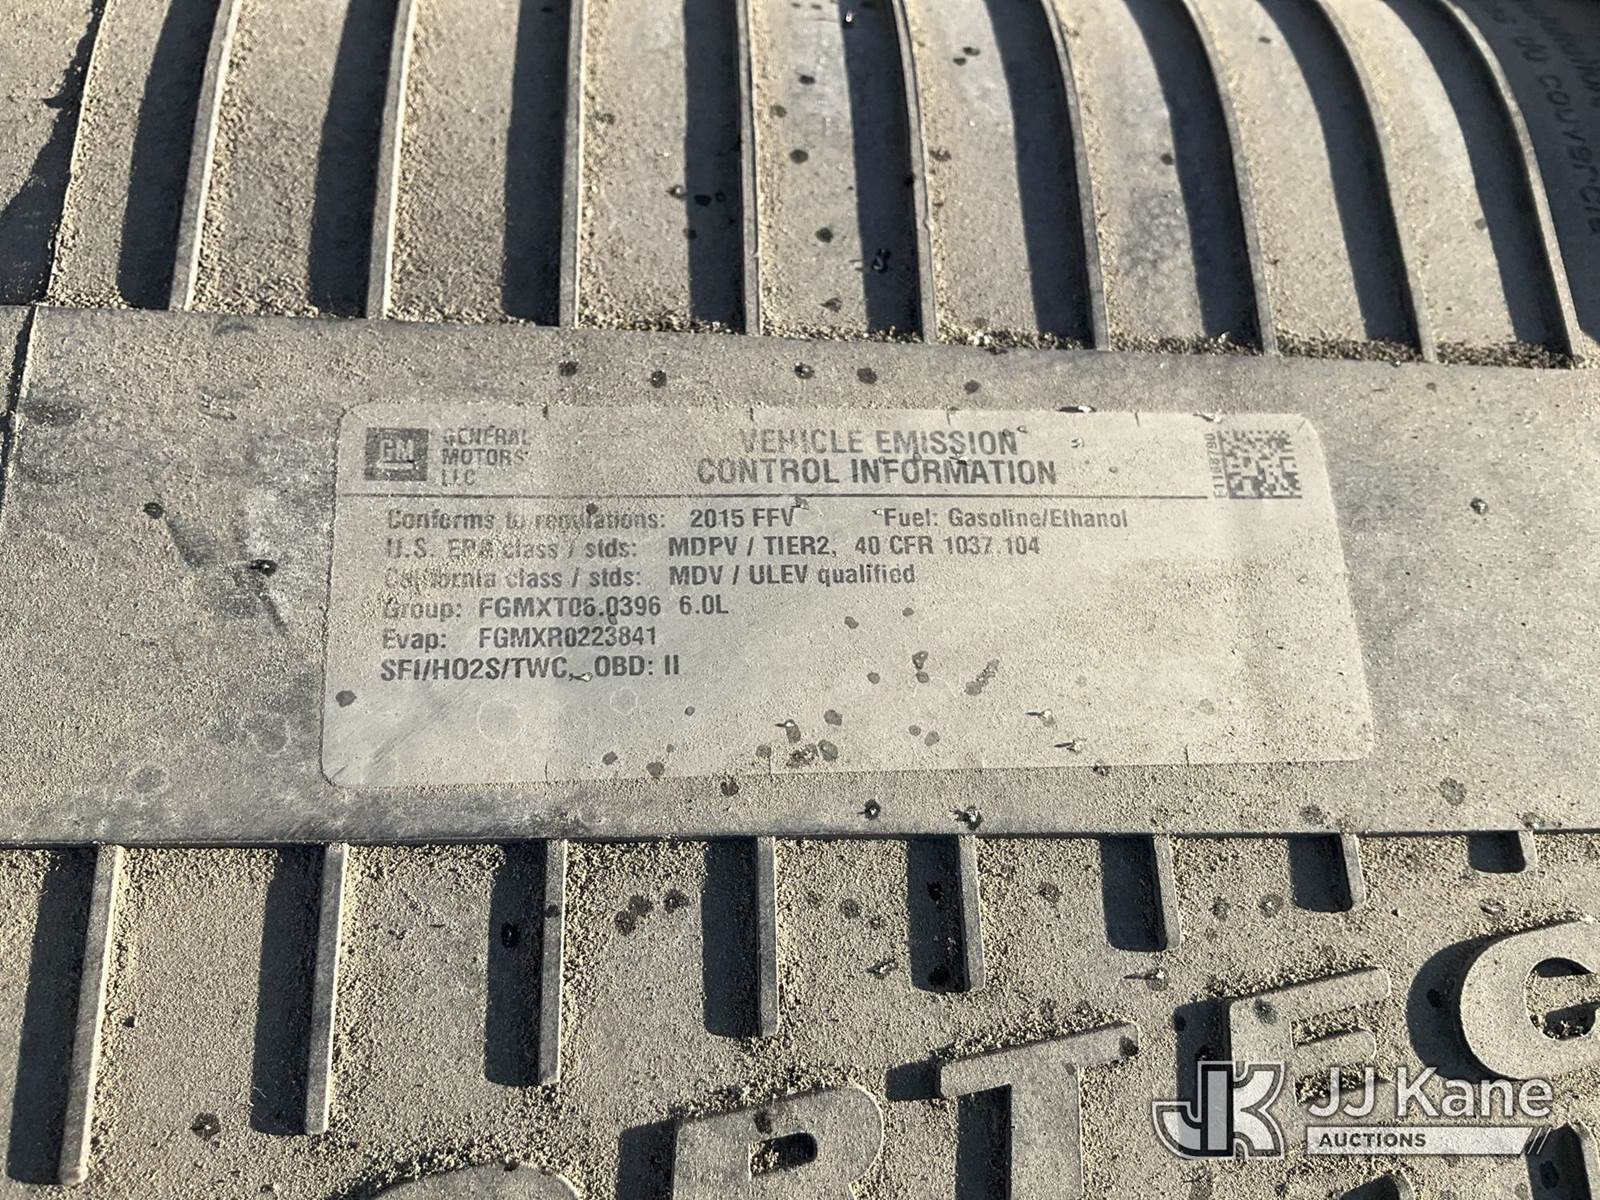 GM GENERAL MOTORS LLC
VEHICLE EMISSION
CONTROL INFORMATION
Conforms to regulations: 2015 FFV Fuel: Gasoline/Ethanol
U.S. EPA class / stds: MDPV / TIER2, 40 CFR 1037.104
California class / stds: MDV / ULEV qualified
Group: FGMXT06.0396 6.0L
Evap: FGMXR0223841
SFI/HO2S/TWC, OBD: II
ORTEC
JK JJ Kane
AUCTIONS